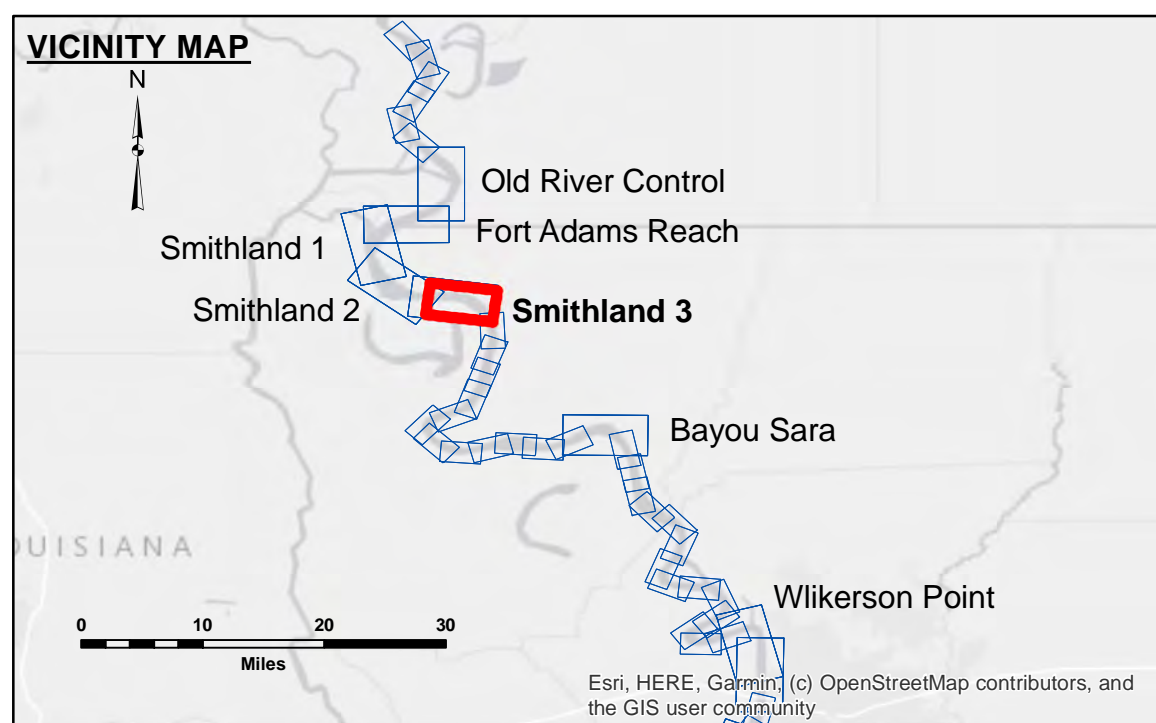 VICINITY MAP
N
Old River Control
Fort Adams Reach
Smithland 1
Smithland 2
Smithland 3
Bayou Sara
OUISIANA
Wlikerson Point
0 10 20 30
Miles
Esri, HERE, Garmin, (c) OpenStreetMap contributors, and
the GIS user community